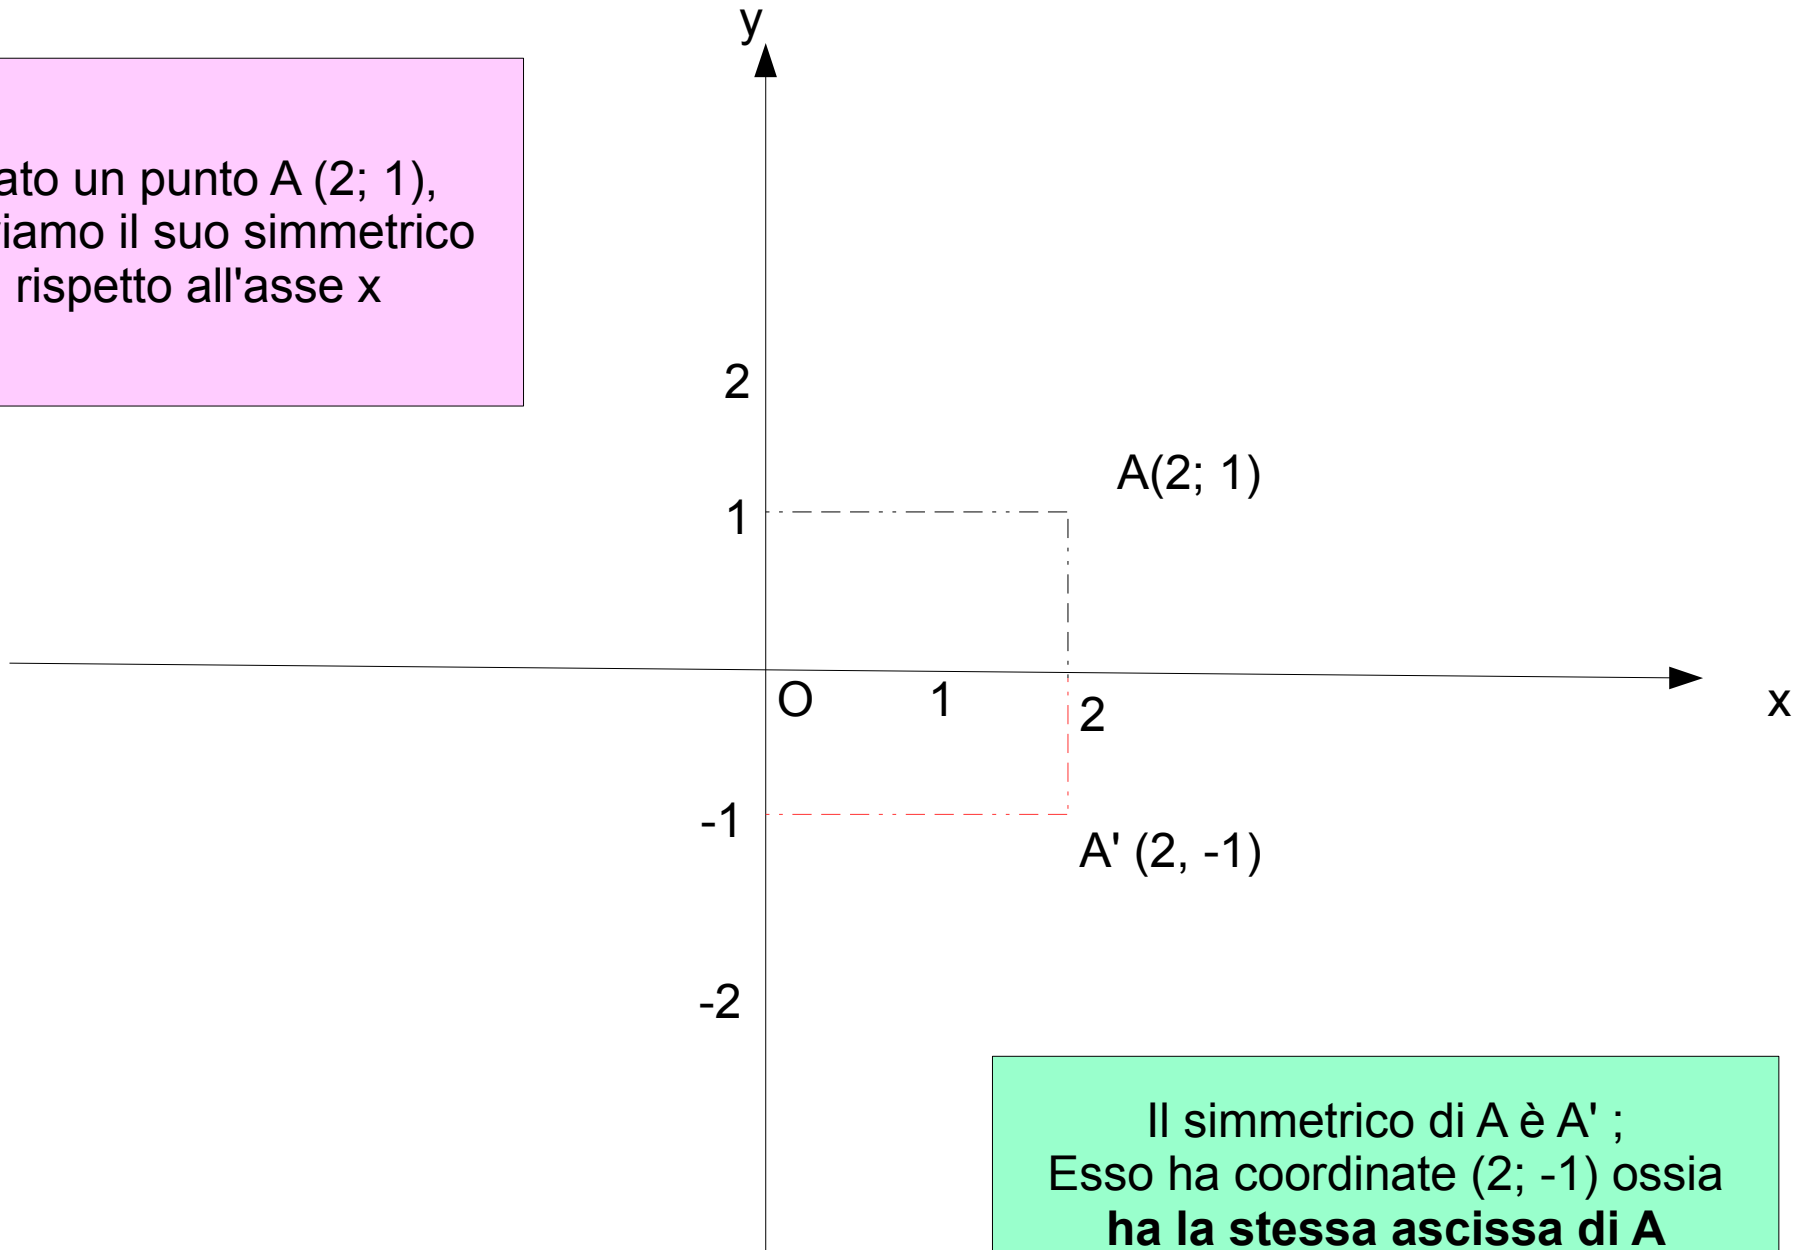 y
ato un punto A (2; 1),
viamo il suo simmetrico
rispetto all'asse x
2
A(2; 1)
1
O 1 2 x
-1
A' (2, -1)
-2
Il simmetrico di A è A' ;
Esso ha coordinate (2; -1) ossia
ha la stessa ascissa di A